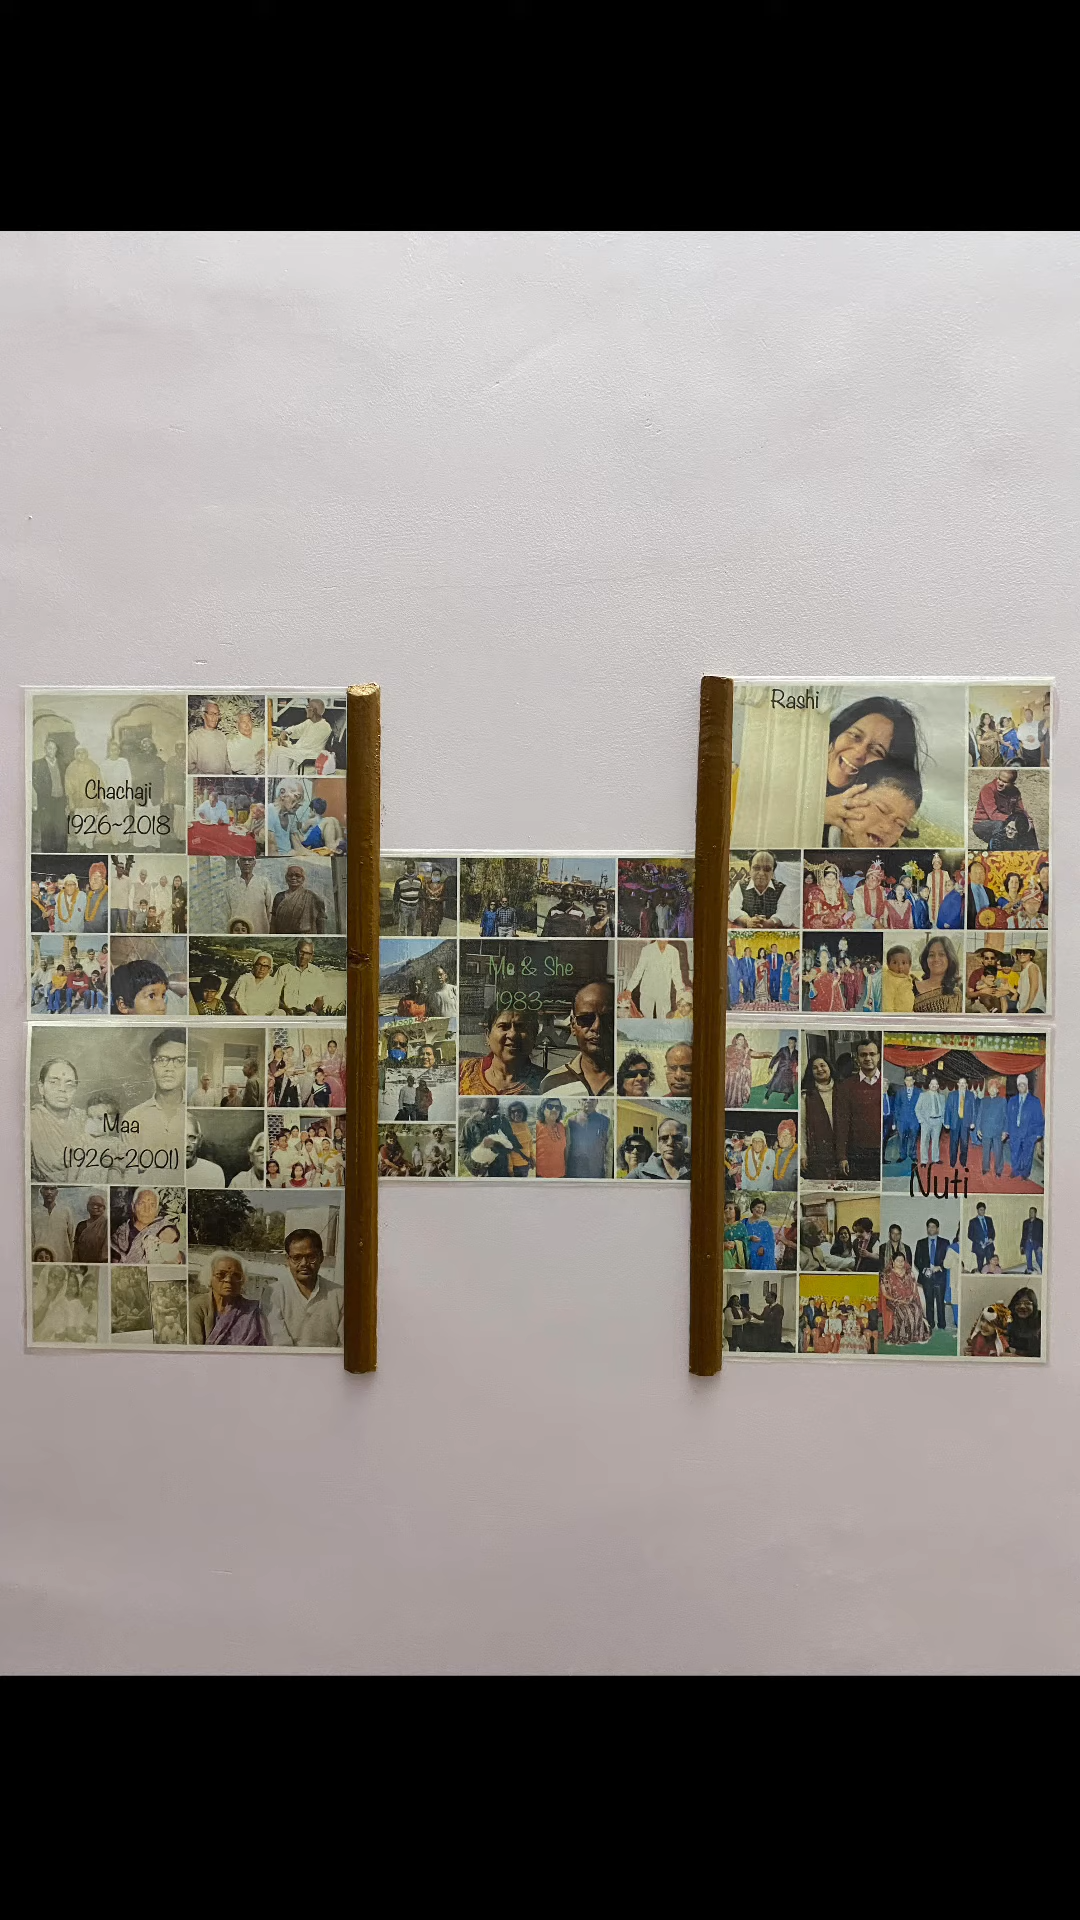 Chachaji
1926~2018
Maa
(1926~2001)
Me & She
1983~~
Rashi
Nuti